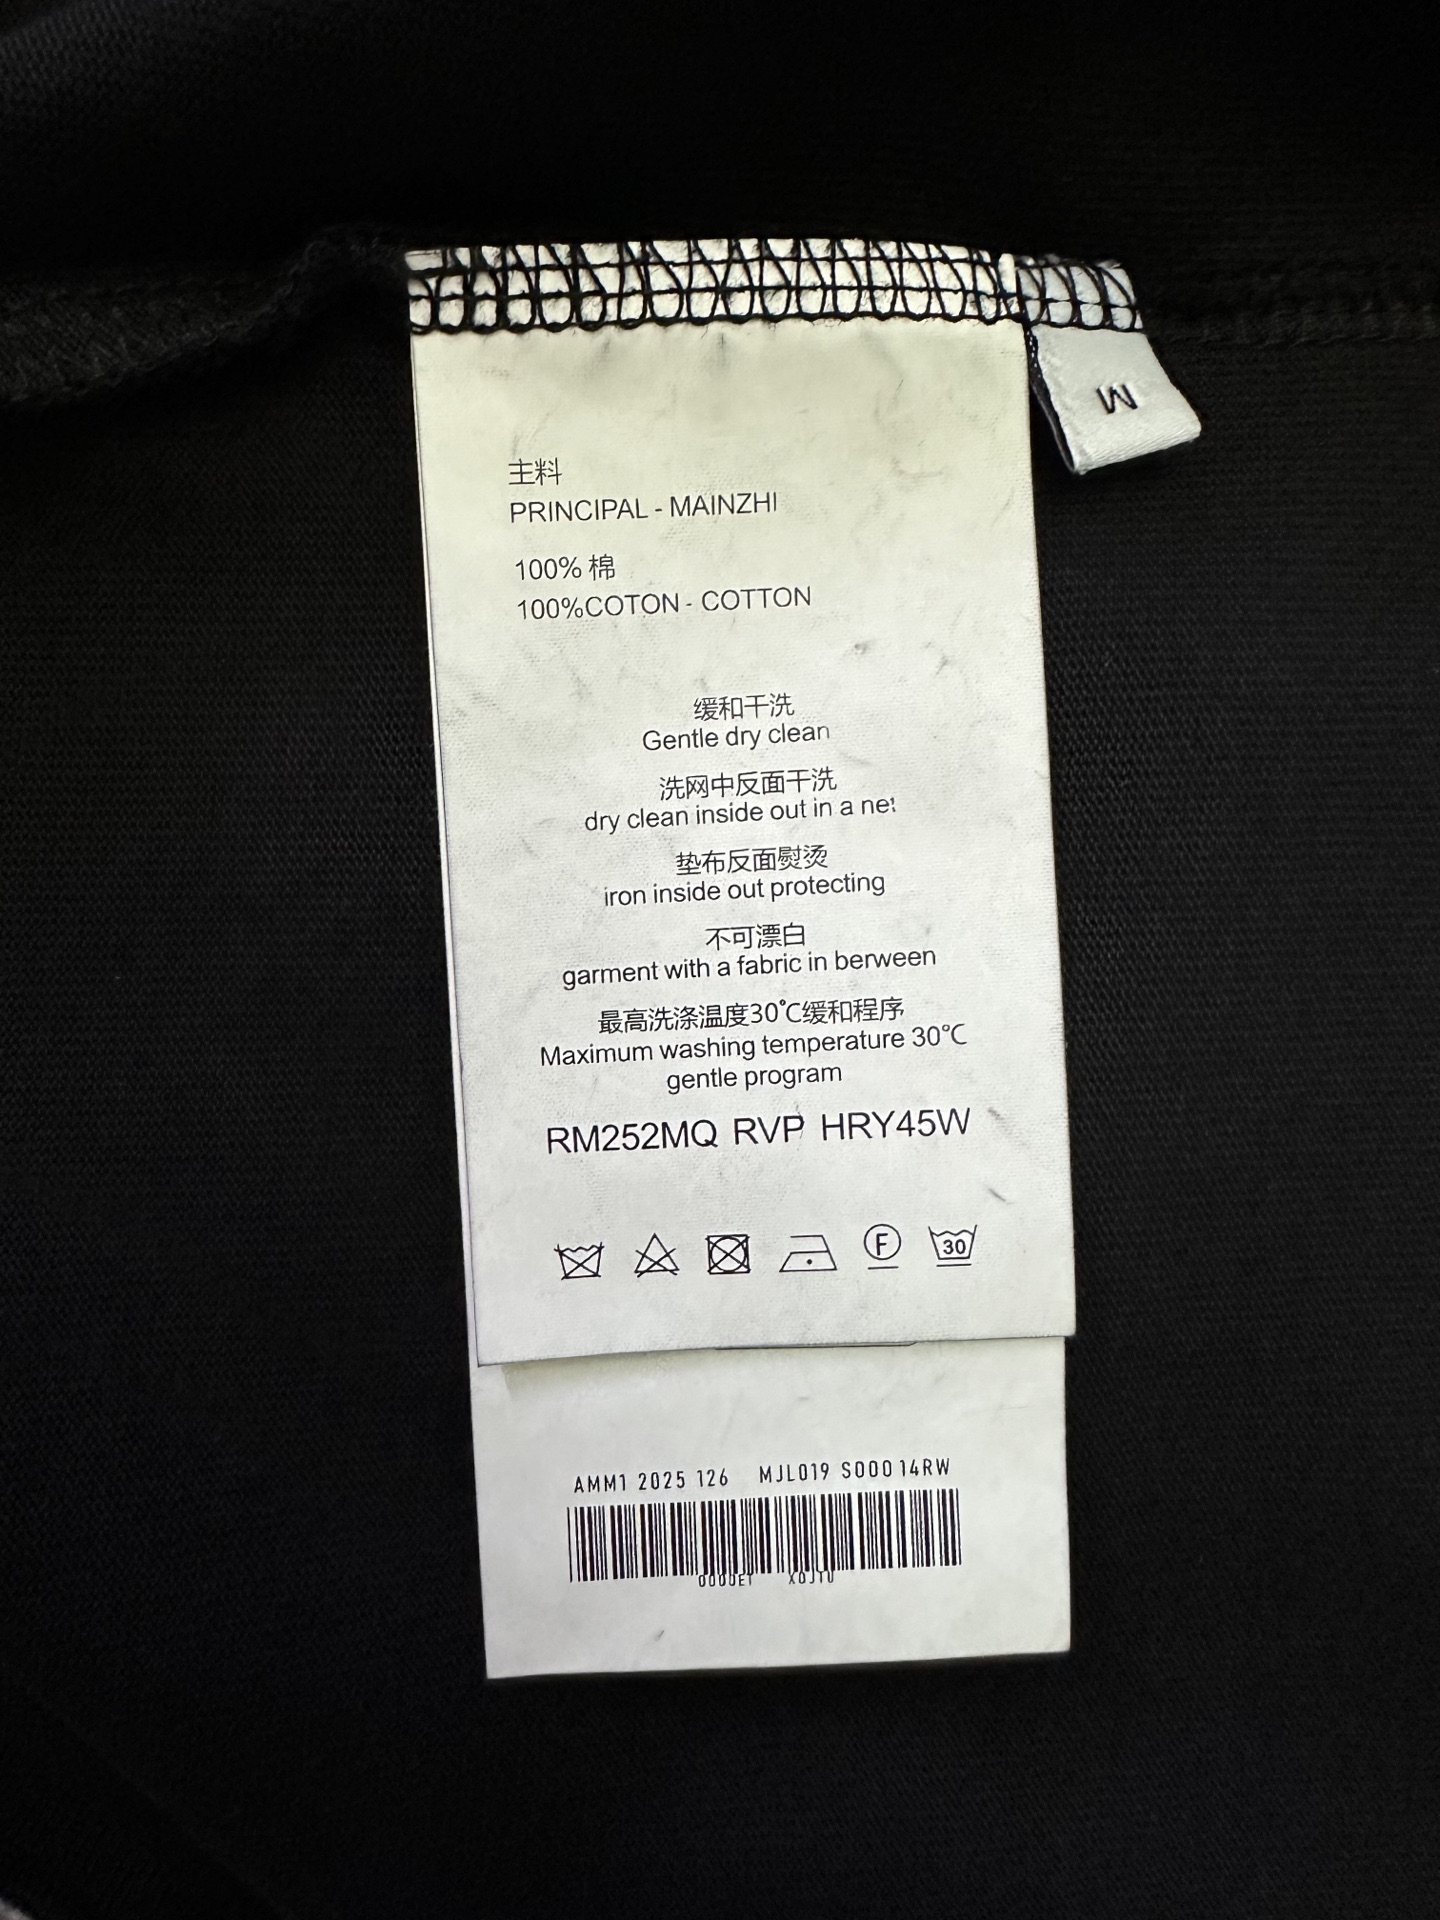 主料
PRINCIPAL - MAINZHI
100% 棉
100%COTON - COTTON
缓和干洗
Gentle dry clean
洗网中反面干洗
dry clean inside out in a net
垫布反面熨烫
iron inside out protecting
不可漂白
garment with a fabric in berween
最高洗涤温度30℃缓和程序
Maximum washing temperature 30℃
gentle program
RM252MQ RVP HRY45W
F
30
AMM1 2025 126 MJL019 S000 14RW
M